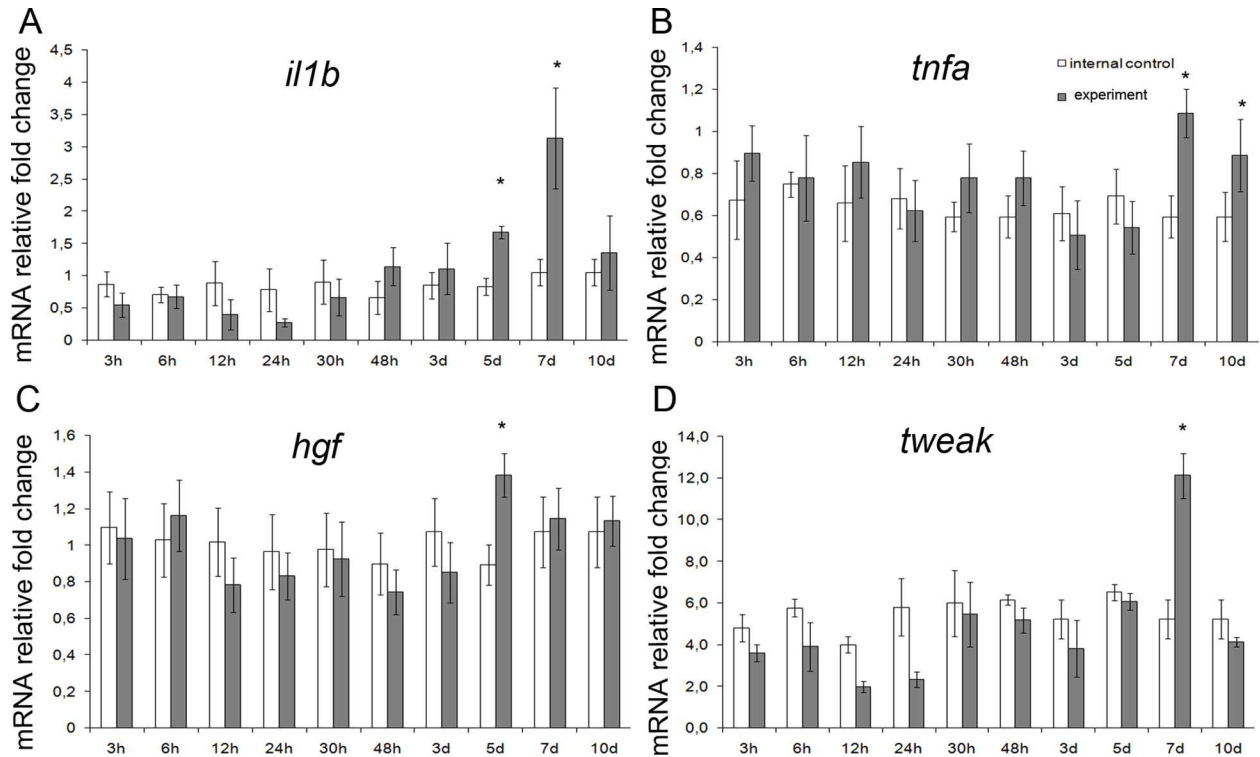 A
mRNA relative fold change
il1b
4,5
4
3,5
3
2,5
2
1,5
1
0,5
0
*
*
3h 6h 12h 24h 30h 48h 3d 5d 7d 10d
B
mRNA relative fold change
tnfa
internal control
experiment
1,4
1,2
1
0,8
0,6
0,4
0,2
0
*
*
3h 6h 12h 24h 30h 48h 3d 5d 7d 10d
C
mRNA relative fold change
hgf
1,6
1,4
1,2
1
0,8
0,6
0,4
0,2
0
*
3h 6h 12h 24h 30h 48h 3d 5d 7d 10d
D
mRNA relative fold change
tweak
14,0
12,0
10,0
8,0
6,0
4,0
2,0
0,0
*
3h 6h 12h 24h 30h 48h 3d 5d 7d 10d